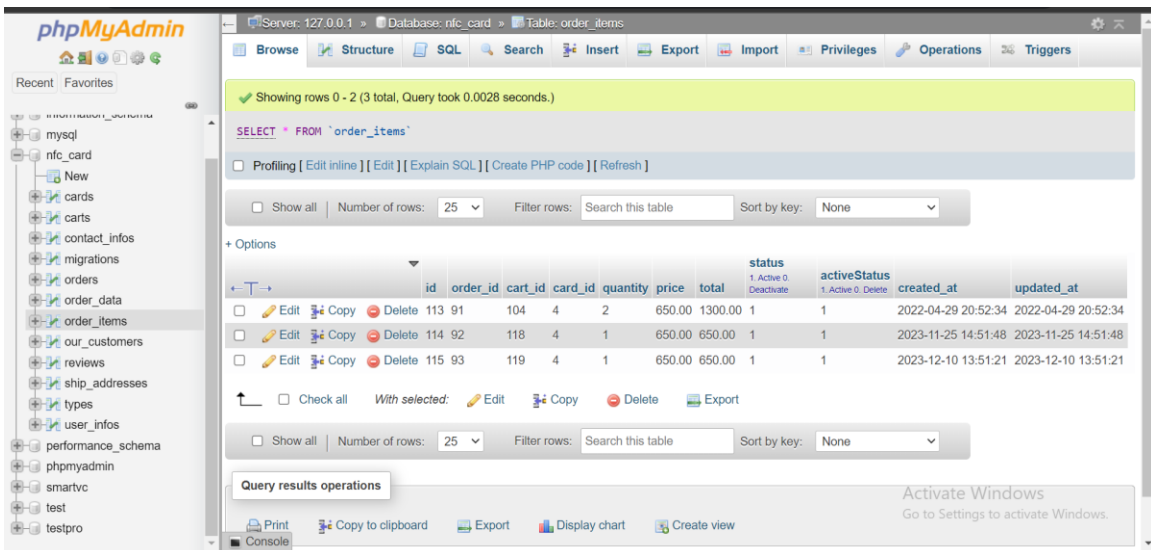 phpMyAdmin
Recent Favorites
information_schema
mysql
nfc_card
New
cards
carts
contact_infos
migrations
orders
order_data
order_items
our_customers
reviews
ship_addresses
types
user_infos
performance_schema
phpmyadmin
smartvc
test
testpro
Server: 127.0.0.1 » Database: nfc_card » Table: order_items
Browse Structure SQL Search Insert Export Import Privileges Operations Triggers
Showing rows 0 - 2 (3 total, Query took 0.0028 seconds.)
SELECT * FROM `order_items`
Profiling [ Edit inline ] [ Edit ] [ Explain SQL ] [ Create PHP code ] [ Refresh ]
Show all | Number of rows: 25 Filter rows: Search this table Sort by key: None
+ Options
←T→ id order_id cart_id card_id quantity price total status 1. Active 0. Deactivate activeStatus 1. Active 0. Delete created_at updated_at
Edit Copy Delete 113 91 104 4 2 650.00 1300.00 1 1 2022-04-29 20:52:34 2022-04-29 20:52:34
Edit Copy Delete 114 92 118 4 1 650.00 650.00 1 1 2023-11-25 14:51:48 2023-11-25 14:51:48
Edit Copy Delete 115 93 119 4 1 650.00 650.00 1 1 2023-12-10 13:51:21 2023-12-10 13:51:21
Check all With selected: Edit Copy Delete Export
Show all | Number of rows: 25 Filter rows: Search this table Sort by key: None
Query results operations
Print Copy to clipboard Export Display chart Create view
Console
Activate Windows
Go to Settings to activate Windows.